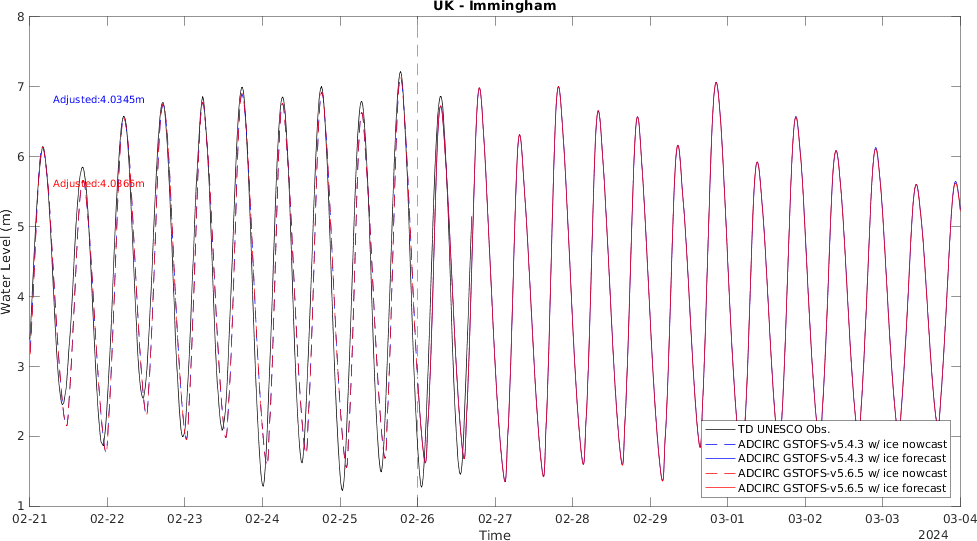 UK - Immingham
8
7
6
5
4
3
2
1
Water Level (m)
Adjusted:4.0345m
Adjusted:4.0366m
TD UNESCO Obs.
ADCIRC GSTOFS-v5.4.3 w/ ice nowcast
ADCIRC GSTOFS-v5.4.3 w/ ice forecast
ADCIRC GSTOFS-v5.6.5 w/ ice nowcast
ADCIRC GSTOFS-v5.6.5 w/ ice forecast
02-21 02-22 02-23 02-24 02-25 02-26 02-27 02-28 02-29 03-01 03-02 03-03 03-04
Time
2024